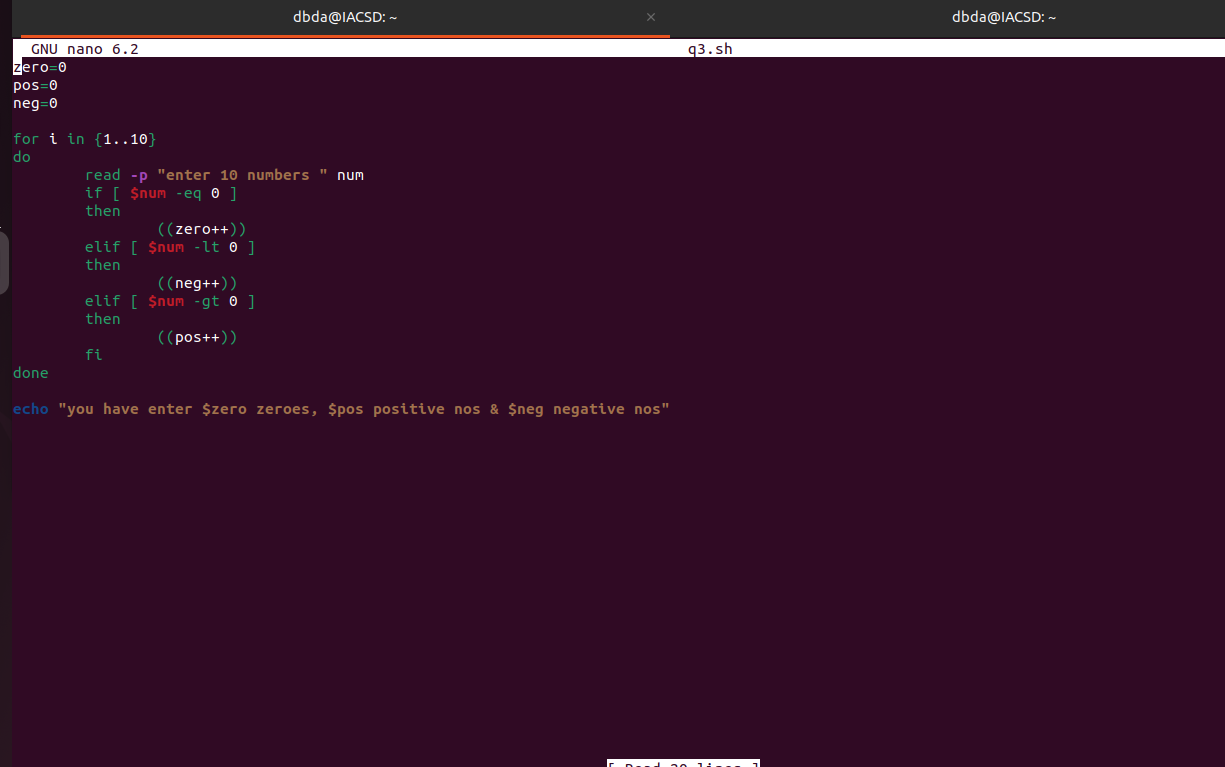 dbda@IACSD: ~ × dbda@IACSD: ~
GNU nano 6.2 q3.sh
zero=0
pos=0
neg=0
for i in {1..10}
do
read -p "enter 10 numbers " num
if [ $num -eq 0 ]
then
((zero++))
elif [ $num -lt 0 ]
then
((neg++))
elif [ $num -gt 0 ]
then
((pos++))
fi
done
echo "you have enter $zero zeroes, $pos positive nos & $neg negative nos"
[ Read 20 lines ]